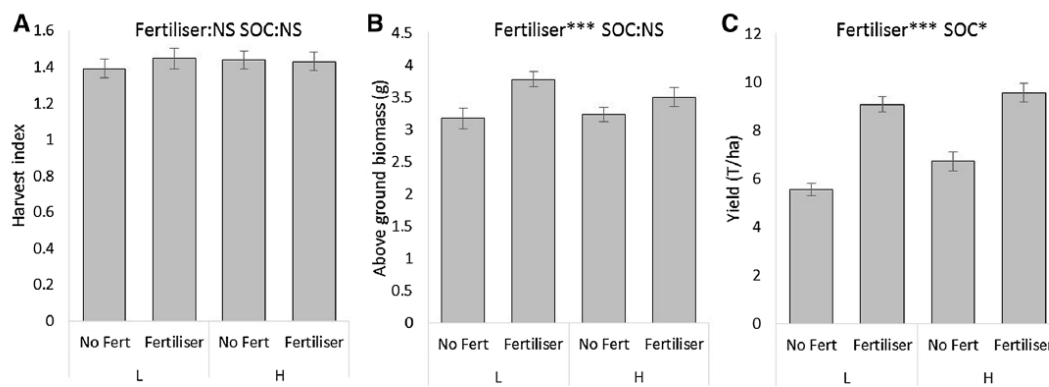 A
Fertiliser:NS SOC:NS
Harvest index
1.6
1.4
1.2
1
0.8
0.6
0.4
0.2
0
No Fert Fertiliser No Fert Fertiliser
L H
B
Fertiliser*** SOC:NS
Above ground biomass (g)
4.5
4
3.5
3
2.5
2
1.5
1
0.5
0
No Fert Fertiliser No Fert Fertiliser
L H
C
Fertiliser*** SOC*
Yield (T/ha)
12
10
8
6
4
2
0
No Fert Fertiliser No Fert Fertiliser
L H